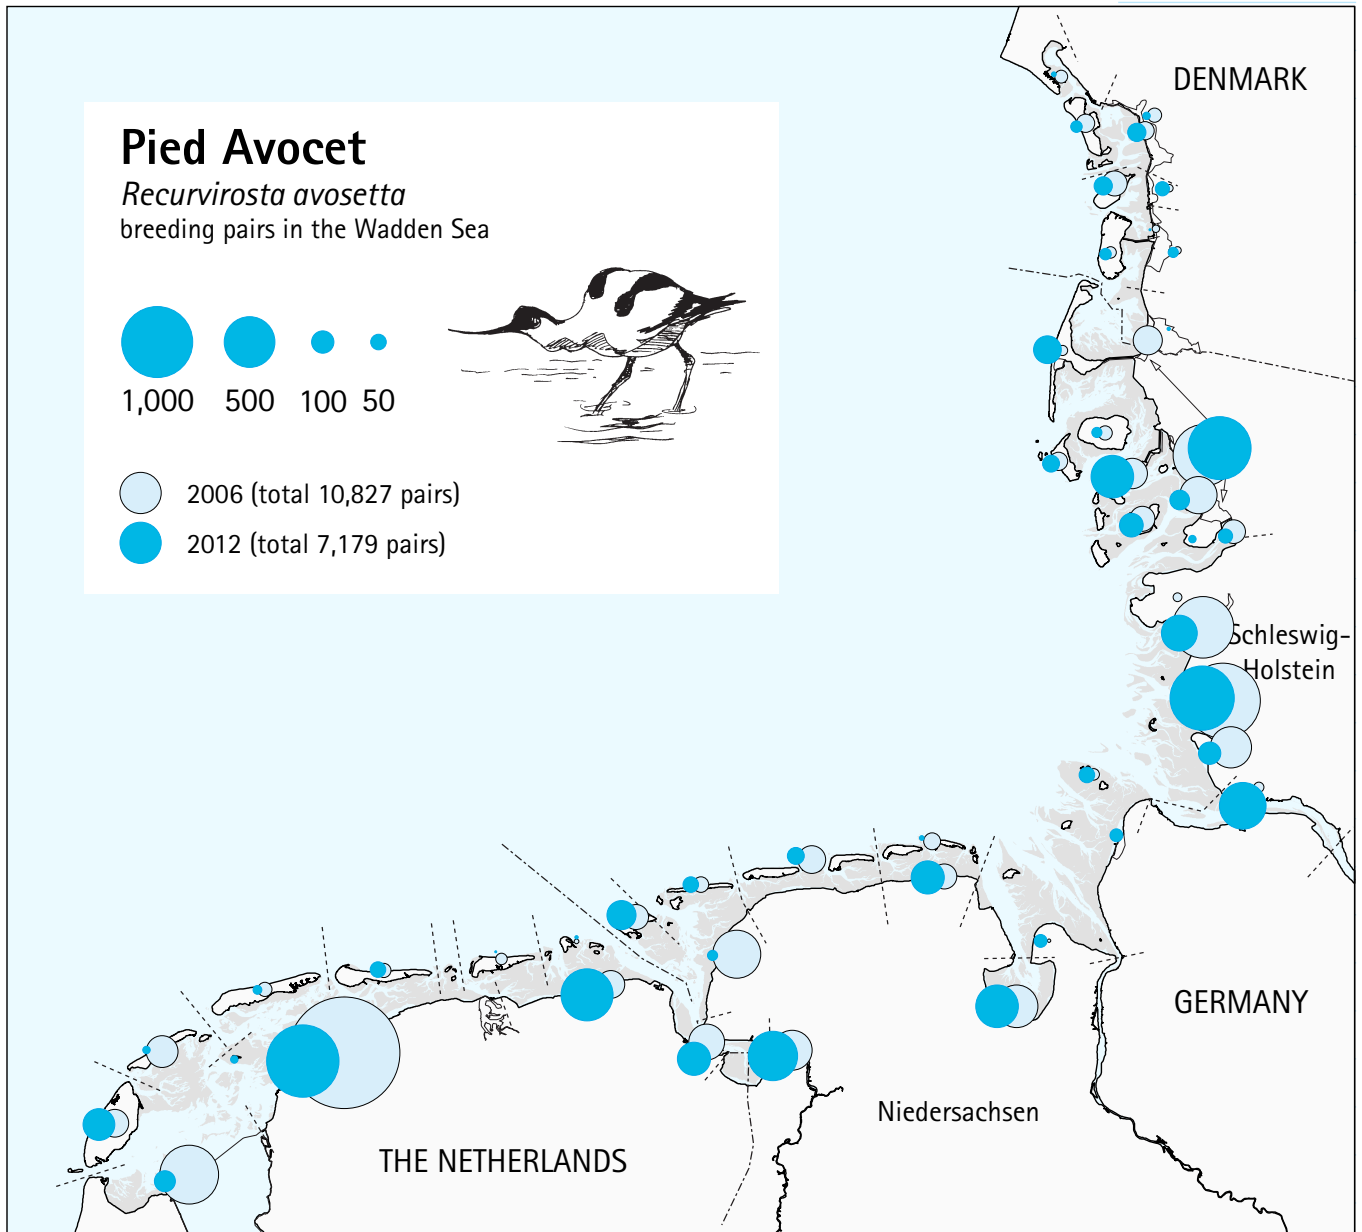 DENMARK
Pied Avocet
Recurvirosta avosetta
breeding pairs in the Wadden Sea
1,000 500 100 50
2006 (total 10,827 pairs)
2012 (total 7,179 pairs)
Schleswig-
Holstein
GERMANY
Niedersachsen
THE NETHERLANDS